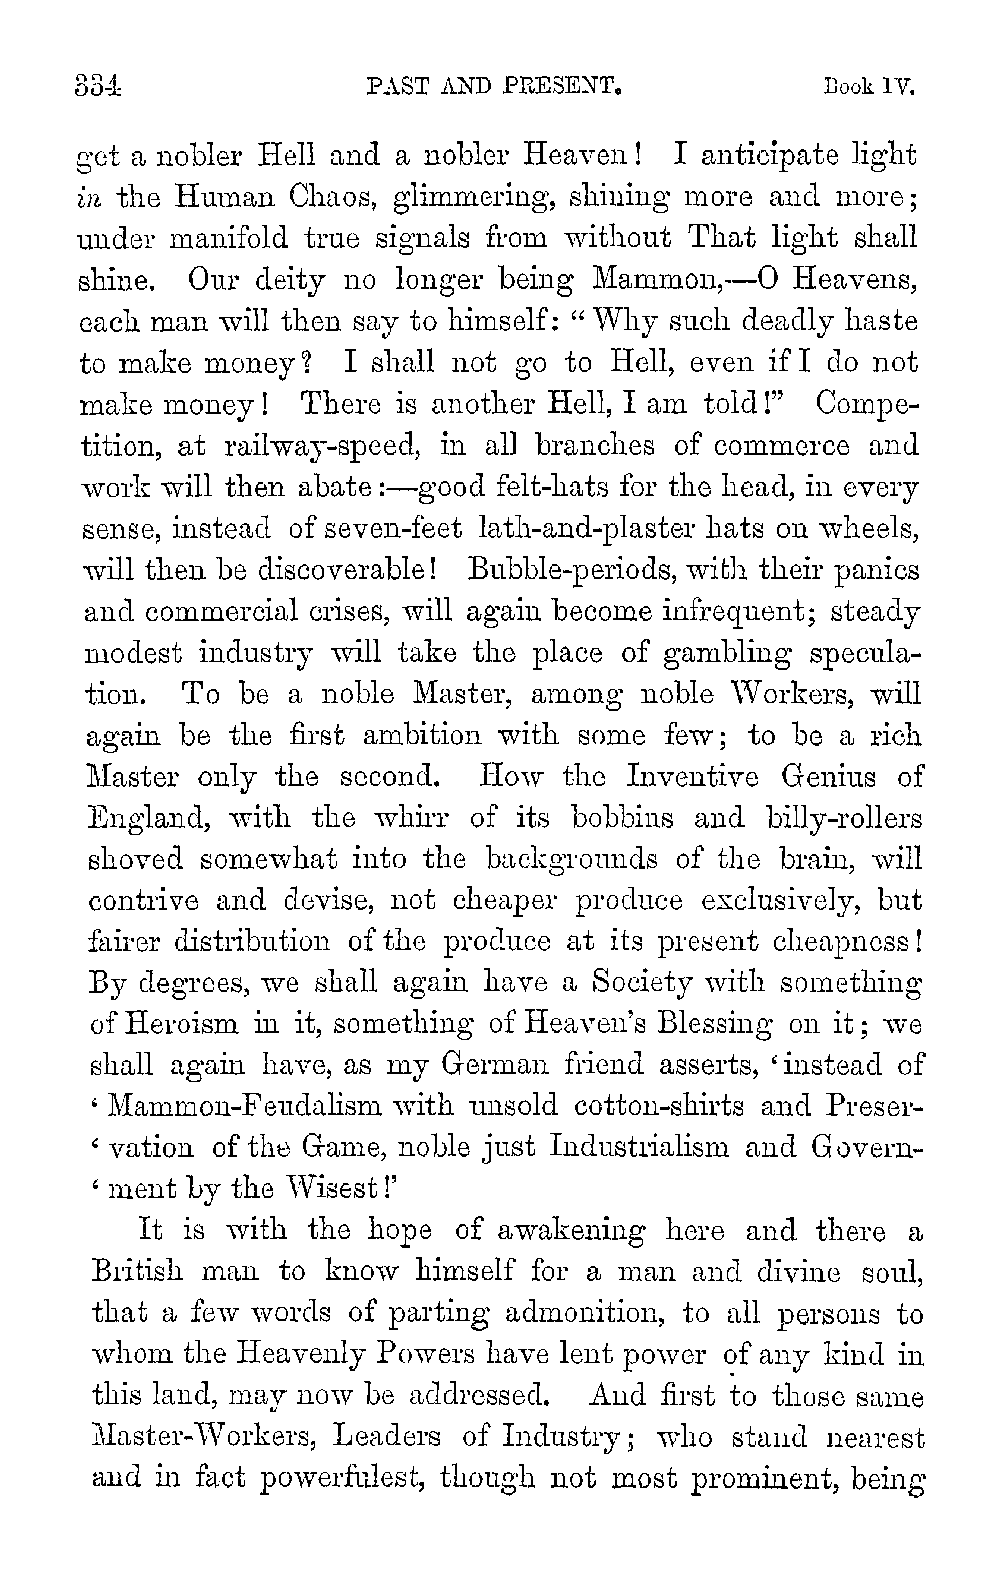 334 PAST AND PRESENT. Book IV.
get a nobler Hell and a nobler Heaven! I anticipate light
in the Human Chaos, glimmering, shining more and more;
under manifold true signals from without That light shall
shine. Our deity no longer being Mammon,—O Heavens,
each man will then say to himself: “Why such deadly haste
to make money? I shall not go to Hell, even if I do not
make money! There is another Hell, I am told!” Compe-
tition, at railway-speed, in all branches of commerce and
work will then abate:—good felt-hats for the head, in every
sense, instead of seven-feet lath-and-plaster hats on wheels,
will then be discoverable! Bubble-periods, with their panics
and commercial crises, will again become infrequent; steady
modest industry will take the place of gambling specula-
tion. To be a noble Master, among noble Workers, will
again be the first ambition with some few; to be a rich
Master only the second. How the Inventive Genius of
England, with the whirr of its bobbins and billy-rollers
shoved somewhat into the backgrounds of the brain, will
contrive and devise, not cheaper produce exclusively, but
fairer distribution of the produce at its present cheapness!
By degrees, we shall again have a Society with something
of Heroism in it, something of Heaven’s Blessing on it; we
shall again have, as my German friend asserts, ‘instead of
‘Mammon-Feudalism with unsold cotton-shirts and Preser-
‘vation of the Game, noble just Industrialism and Govern-
‘ment by the Wisest!’
It is with the hope of awakening here and there a
British man to know himself for a man and divine soul,
that a few words of parting admonition, to all persons to
whom the Heavenly Powers have lent power of any kind in
this land, may now be addressed. And first to those same
Master-Workers, Leaders of Industry; who stand nearest
and in fact powerfulest, though not most prominent, being